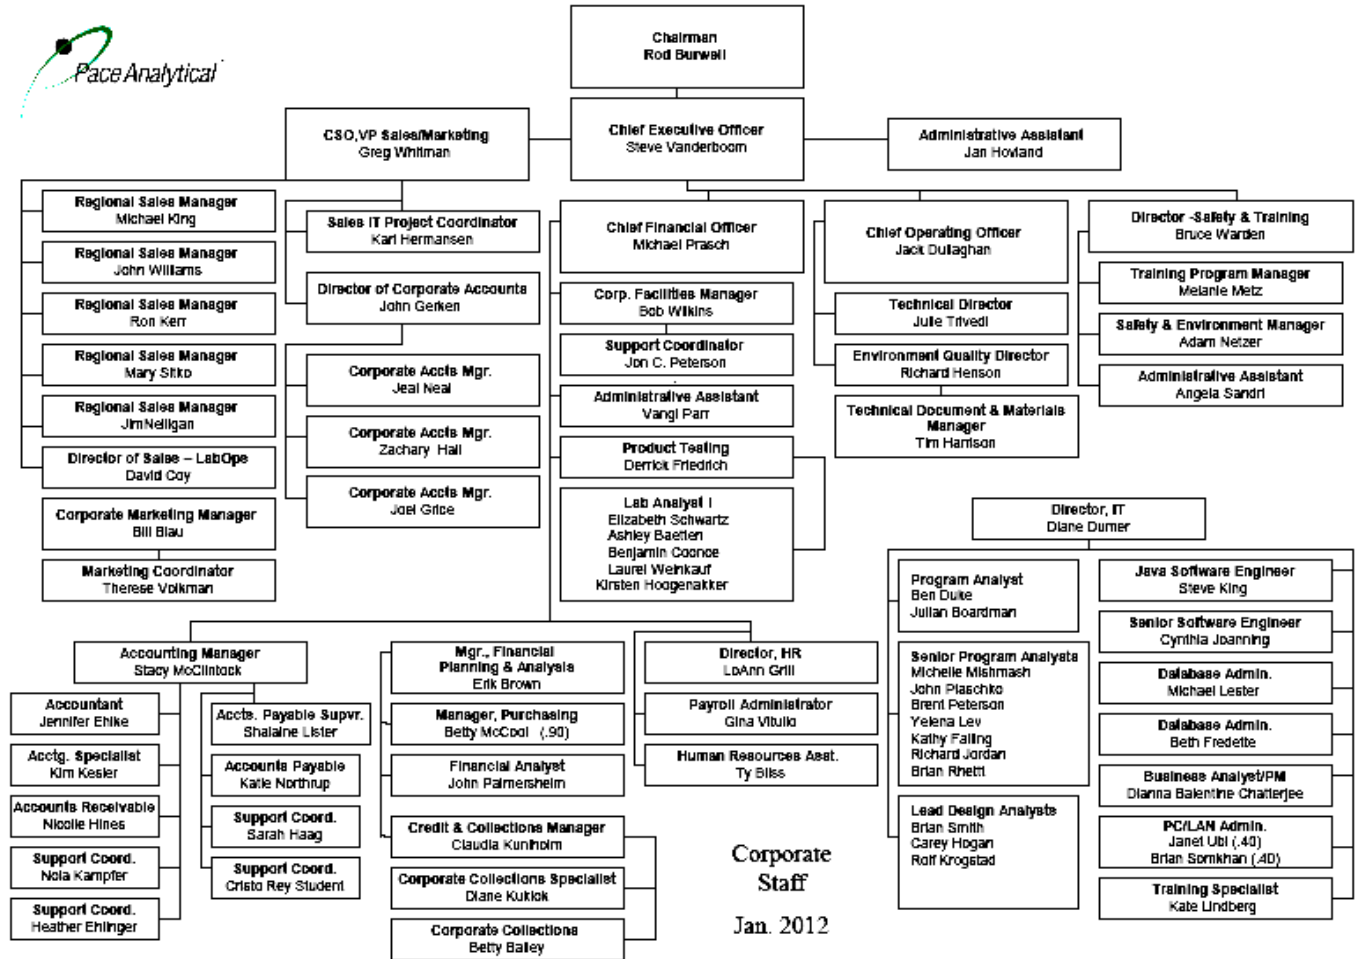 Pace Analytical
Chairman
Rod Burwell
CSO,VP Sales/Marketing
Greg Whitman
Chief Executive Officer
Steve Vanderboom
Administrative Assistant
Jan Hovland
Regional Sales Manager
Michael King
Regional Sales Manager
John Williams
Regional Sales Manager
Ron Kerr
Regional Sales Manager
Mary Sitko
Regional Sales Manager
JimNelligan
Director of Sales – LabOps
David Coy
Corporate Marketing Manager
Bill Blau
Marketing Coordinator
Therese Volkman
Sales IT Project Coordinator
Karl Hermansen
Director of Corporate Accounts
John Gerken
Corporate Accts Mgr.
Jeal Neal
Corporate Accts Mgr.
Zachary Hall
Corporate Accts Mgr.
Joel Grice
Chief Financial Officer
Michael Prasch
Corp. Facilities Manager
Bob Wilkins
Support Coordinator
Jon C. Peterson
Administrative Assistant
Vangi Parr
Product Testing
Derrick Friedrich
Lab Analyst I
Elizabeth Schwartz
Ashley Baetten
Benjamin Coonce
Laurel Weinkauf
Kirsten Hoogenakker
Chief Operating Officer
Jack Dullaghan
Technical Director
Julie Trivedi
Environment Quality Director
Richard Henson
Technical Document & Materials
Manager
Tim Harrison
Director -Safety & Training
Bruce Warden
Training Program Manager
Melanie Metz
Safety & Environment Manager
Adam Netzer
Administrative Assistant
Angela Sandri
Director, IT
Diane Durner
Program Analyst
Ben Duke
Julian Boardman
Senior Program Analysts
Michelle Mishmash
John Plaschko
Brent Peterson
Yelena Lev
Kathy Falling
Richard Jordan
Brian Rhetti
Lead Design Analysts
Brian Smith
Carey Hogan
Rolf Krogstad
Java Software Engineer
Steve King
Senior Software Engineer
Cynthia Joanning
Database Admin.
Michael Lester
Database Admin.
Beth Fredette
Business Analyst/PM
Dianna Balentine Chatterjee
PC/LAN Admin.
Janet Ubl (.40)
Brian Somkhan (.40)
Training Specialist
Kate Lindberg
Accounting Manager
Stacy McClintock
Accountant
Jennifer Ehlke
Acctg. Specialist
Kim Kesler
Accounts Receivable
Nicolle Hines
Support Coord.
Nola Kampfer
Support Coord.
Heather Ehlinger
Accts. Payable Supvr.
Shalaine Lister
Accounts Payable
Katie Northrup
Support Coord.
Sarah Haag
Support Coord.
Cristo Rey Student
Mgr., Financial
Planning & Analysis
Erik Brown
Manager, Purchasing
Betty McCool (.90)
Financial Analyst
John Palmersheim
Credit & Collections Manager
Claudia Kunlholm
Corporate Collections Specialist
Diane Kuklok
Corporate Collections
Betty Bailey
Director, HR
LoAnn Grill
Payroll Administrator
Gina Vitullo
Human Resources Asst.
Ty Bliss
Corporate
Staff
Jan. 2012